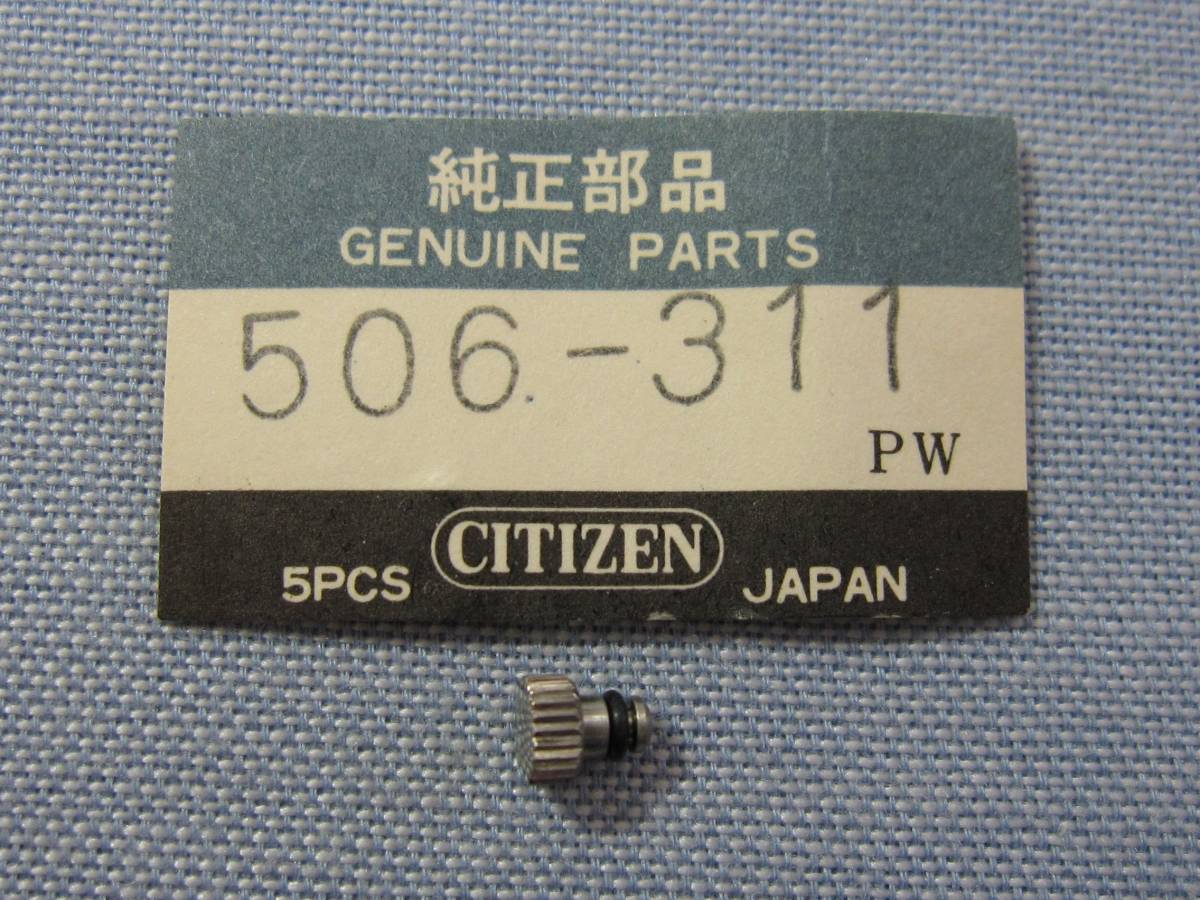 純正部品
GENUINE PARTS
506-311
PW
5PCS CITIZEN JAPAN